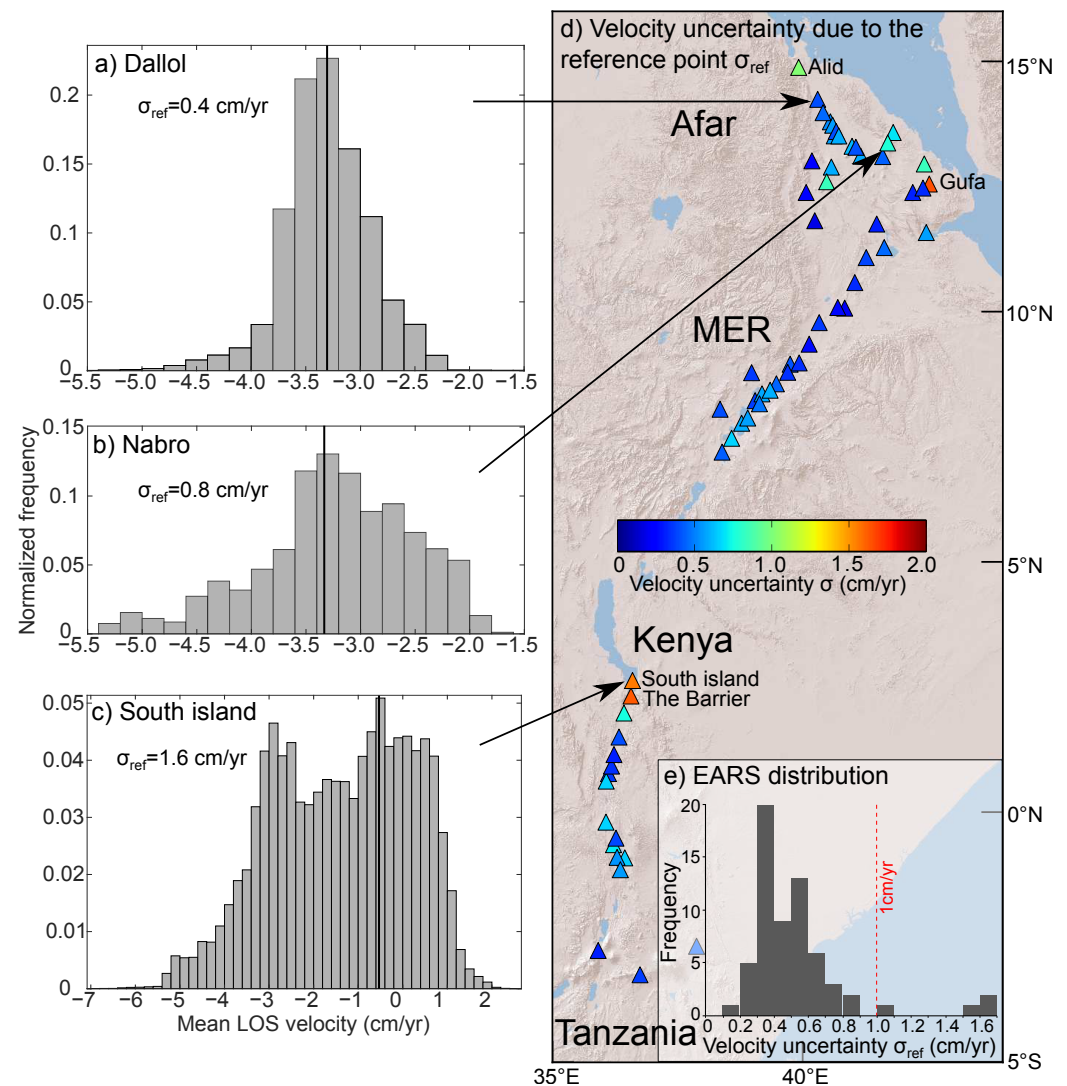 a) Dallol
σref=0.4 cm/yr
0.2
0.15
0.1
0.05
0
−5.5 −5.0 −4.5 −4.0 −3.5 −3.0 −2.5 −2.0 −1.5
b) Nabro
σref=0.8 cm/yr
0.15
0.1
0.05
0
−5.5 −5.0 −4.5 −4.0 −3.5 −3.0 −2.5 −2.0 −1.5
Normalized frequency
c) South island
σref=1.6 cm/yr
0.05
0.04
0.03
0.02
0.01
0
−7 −6 −5 −4 −3 −2 −1 0 1 2
Mean LOS velocity (cm/yr)
d) Velocity uncertainty due to the
reference point σref
Alid
Afar
Gufa
MER
0 0.5 1.0 1.5 2.0
Velocity uncertainty σ (cm/yr)
Kenya
South island
The Barrier
Tanzania
15°N
10°N
5°N
0°N
5°S
35°E 40°E
e) EARS distribution
20
15
10
5
0
Frequency
1cm/yr
0 0.2 0.4 0.6 0.8 1.0 1.2 1.4 1.6
Velocity uncertainty σref (cm/yr)